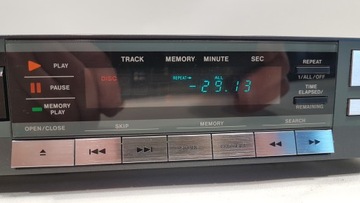 TRACK MEMORY MINUTE SEC
PLAY
PAUSE
MEMORY PLAY
DISC
REPEAT ALL
-29.13
REPEAT
1/ALL/OFF
TIME
ELAPSED/
REMAINING
OPEN/CLOSE SKIP MEMORY SEARCH